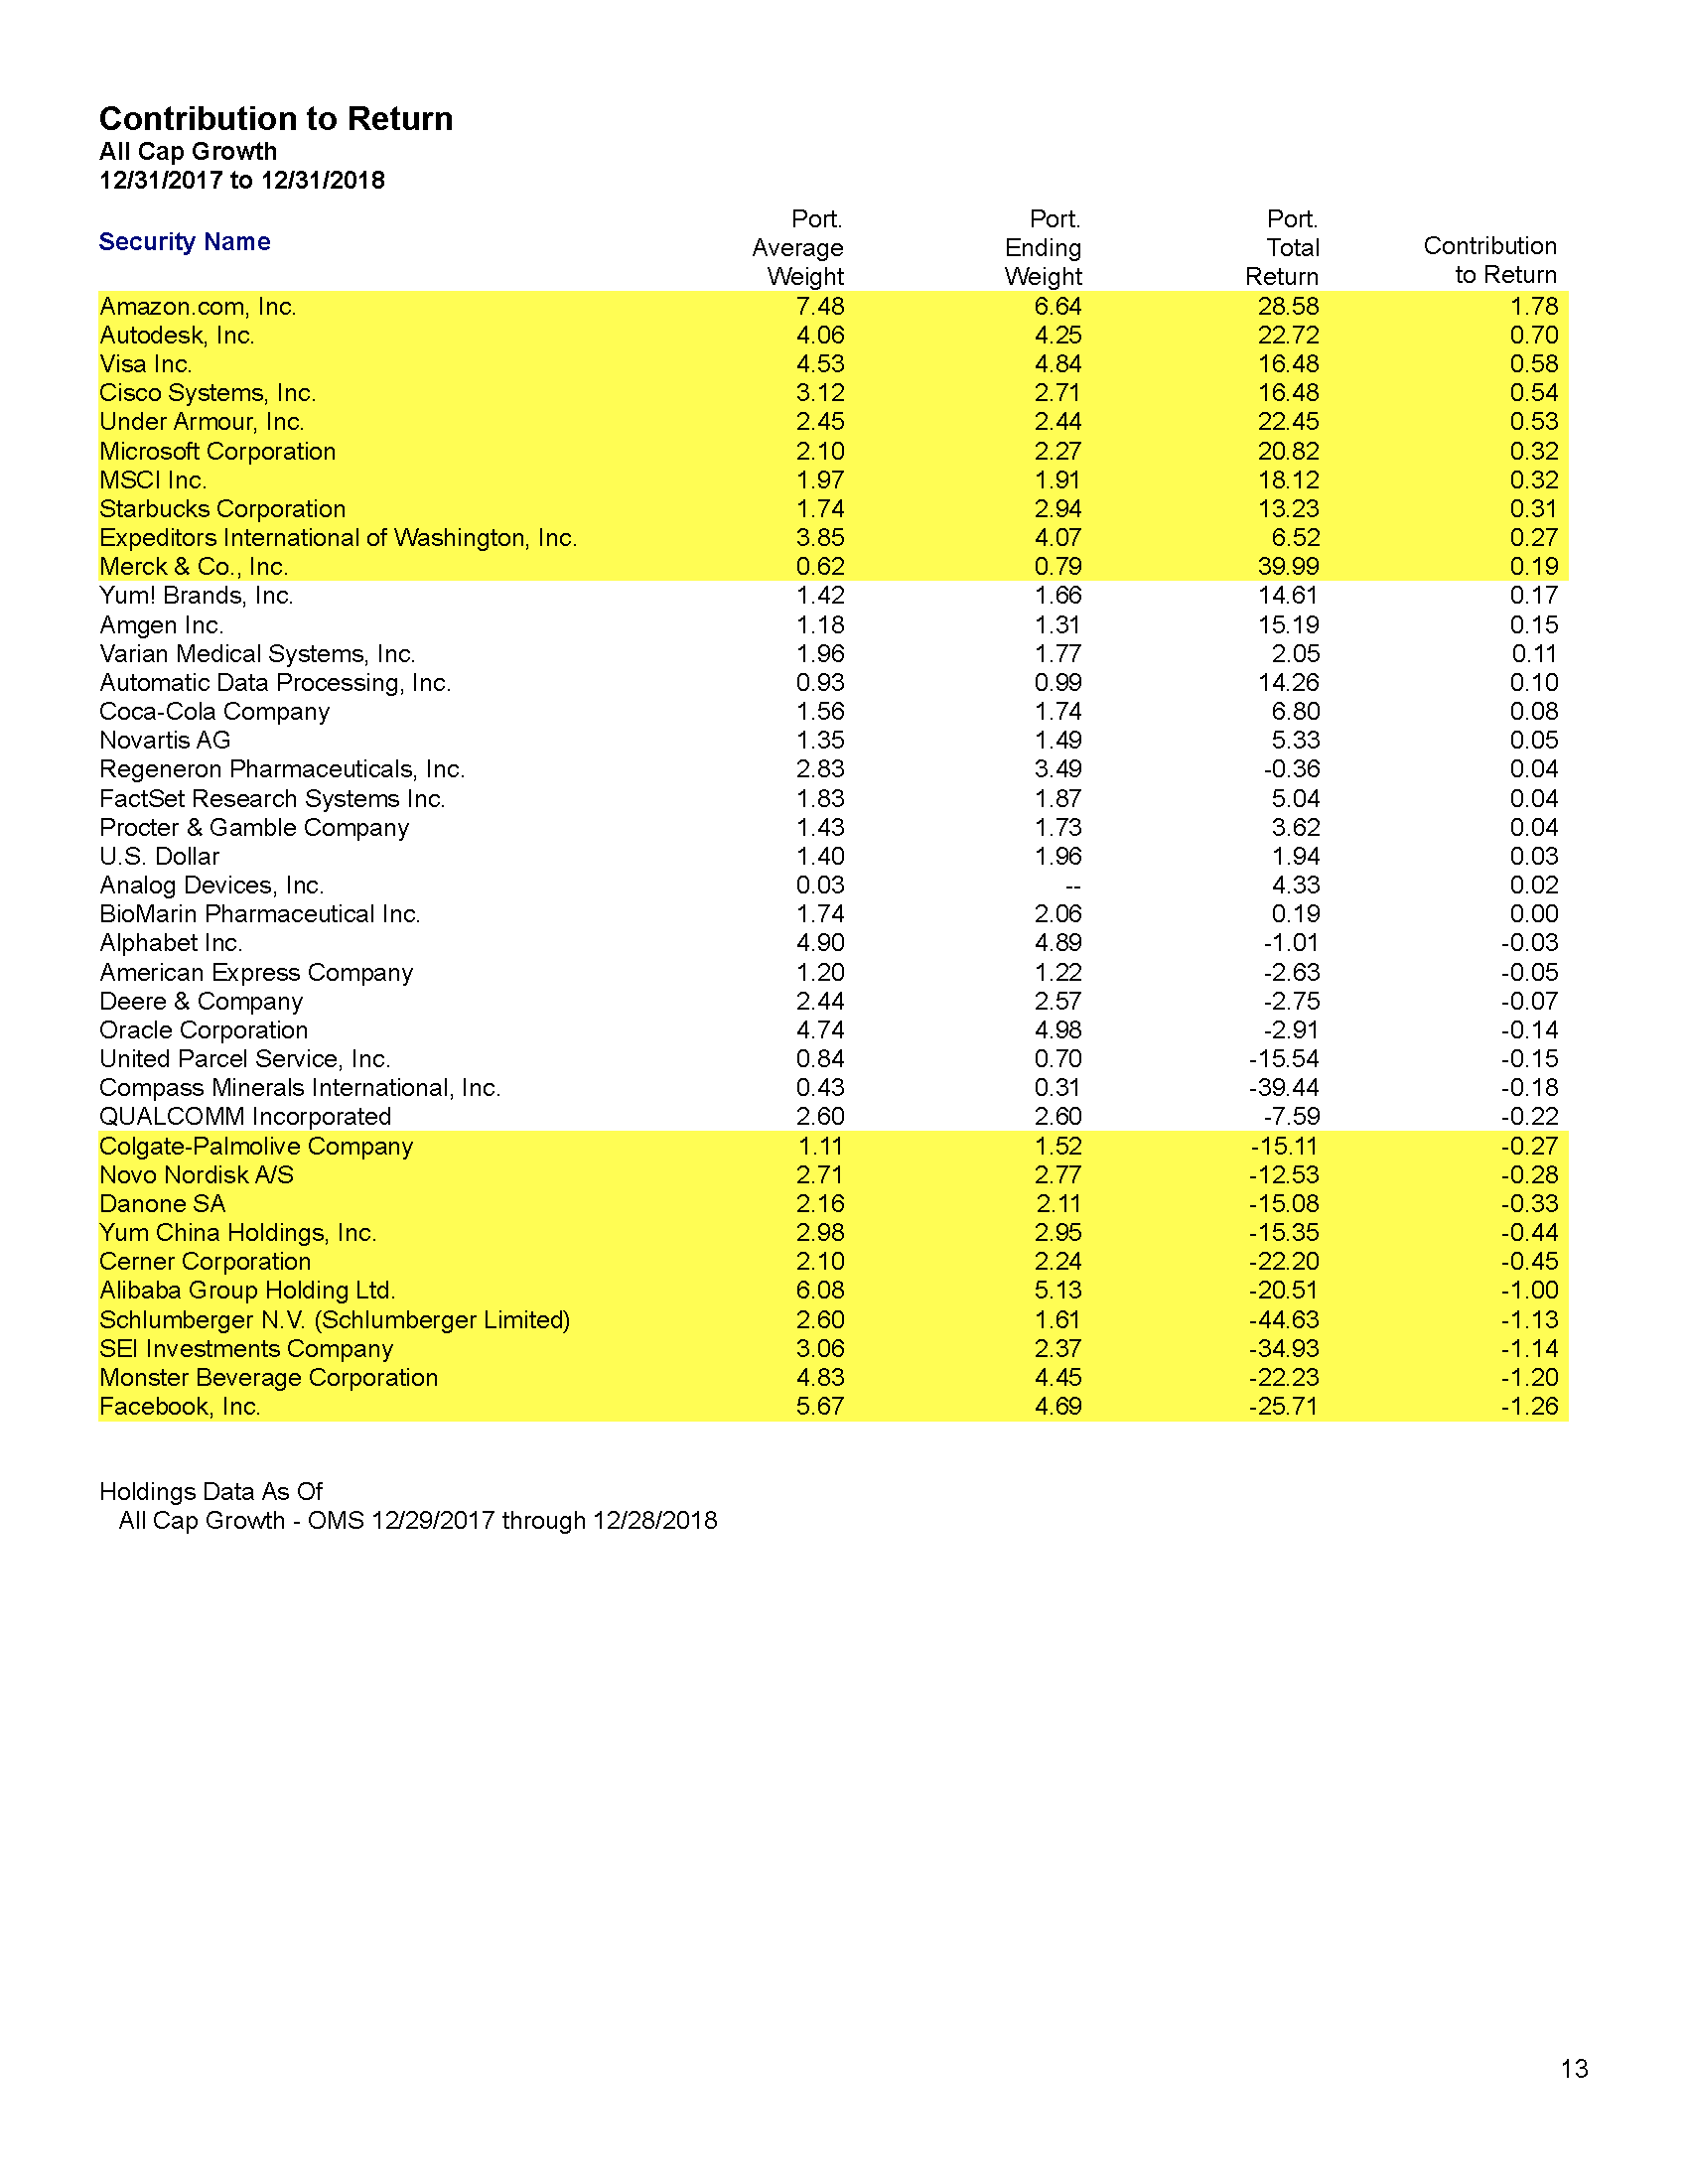 Contribution to Return
All Cap Growth
12/31/2017 to 12/31/2018
Security Name Port. Average Weight Port. Ending Weight Port. Total Return Contribution to Return
Amazon.com, Inc. 7.48 6.64 28.58 1.78
Autodesk, Inc. 4.06 4.25 22.72 0.70
Visa Inc. 4.53 4.84 16.48 0.58
Cisco Systems, Inc. 3.12 2.71 16.48 0.54
Under Armour, Inc. 2.45 2.44 22.45 0.53
Microsoft Corporation 2.10 2.27 20.82 0.32
MSCI Inc. 1.97 1.91 18.12 0.32
Starbucks Corporation 1.74 2.94 13.23 0.31
Expeditors International of Washington, Inc. 3.85 4.07 6.52 0.27
Merck & Co., Inc. 0.62 0.79 39.99 0.19
Yum! Brands, Inc. 1.42 1.66 14.61 0.17
Amgen Inc. 1.18 1.31 15.19 0.15
Varian Medical Systems, Inc. 1.96 1.77 2.05 0.11
Automatic Data Processing, Inc. 0.93 0.99 14.26 0.10
Coca-Cola Company 1.56 1.74 6.80 0.08
Novartis AG 1.35 1.49 5.33 0.05
Regeneron Pharmaceuticals, Inc. 2.83 3.49 -0.36 0.04
FactSet Research Systems Inc. 1.83 1.87 5.04 0.04
Procter & Gamble Company 1.43 1.73 3.62 0.04
U.S. Dollar 1.40 1.96 1.94 0.03
Analog Devices, Inc. 0.03 -- 4.33 0.02
BioMarin Pharmaceutical Inc. 1.74 2.06 0.19 0.00
Alphabet Inc. 4.90 4.89 -1.01 -0.03
American Express Company 1.20 1.22 -2.63 -0.05
Deere & Company 2.44 2.57 -2.75 -0.07
Oracle Corporation 4.74 4.98 -2.91 -0.14
United Parcel Service, Inc. 0.84 0.70 -15.54 -0.15
Compass Minerals International, Inc. 0.43 0.31 -39.44 -0.18
QUALCOMM Incorporated 2.60 2.60 -7.59 -0.22
Colgate-Palmolive Company 1.11 1.52 -15.11 -0.27
Novo Nordisk A/S 2.71 2.77 -12.53 -0.28
Danone SA 2.16 2.11 -15.08 -0.33
Yum China Holdings, Inc. 2.98 2.95 -15.35 -0.44
Cerner Corporation 2.10 2.24 -22.20 -0.45
Alibaba Group Holding Ltd. 6.08 5.13 -20.51 -1.00
Schlumberger N.V. (Schlumberger Limited) 2.60 1.61 -44.63 -1.13
SEI Investments Company 3.06 2.37 -34.93 -1.14
Monster Beverage Corporation 4.83 4.45 -22.23 -1.20
Facebook, Inc. 5.67 4.69 -25.71 -1.26
Holdings Data As Of
All Cap Growth - OMS 12/29/2017 through 12/28/2018
13